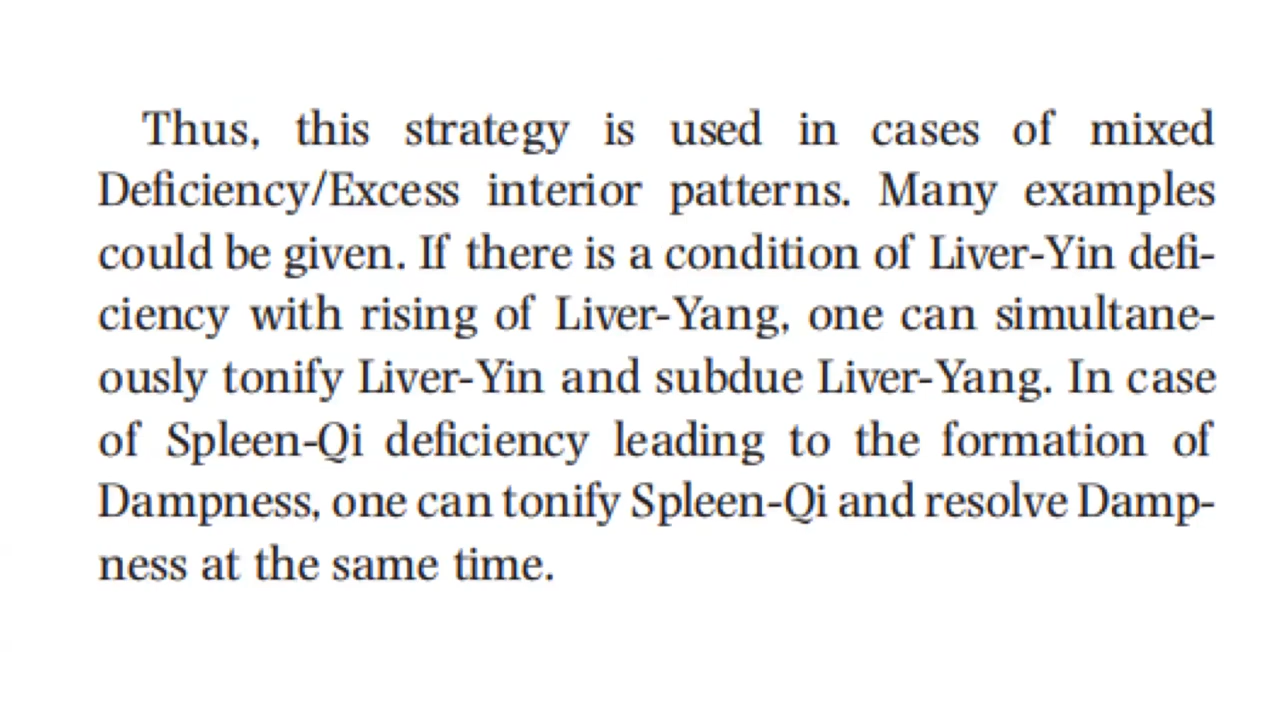 Thus, this strategy is used in cases of mixed
Deficiency/Excess interior patterns. Many examples
could be given. If there is a condition of Liver-Yin defi-
ciency with rising of Liver-Yang, one can simultane-
ously tonify Liver-Yin and subdue Liver-Yang. In case
of Spleen-Qi deficiency leading to the formation of
Dampness, one can tonify Spleen-Qi and resolve Damp-
ness at the same time.